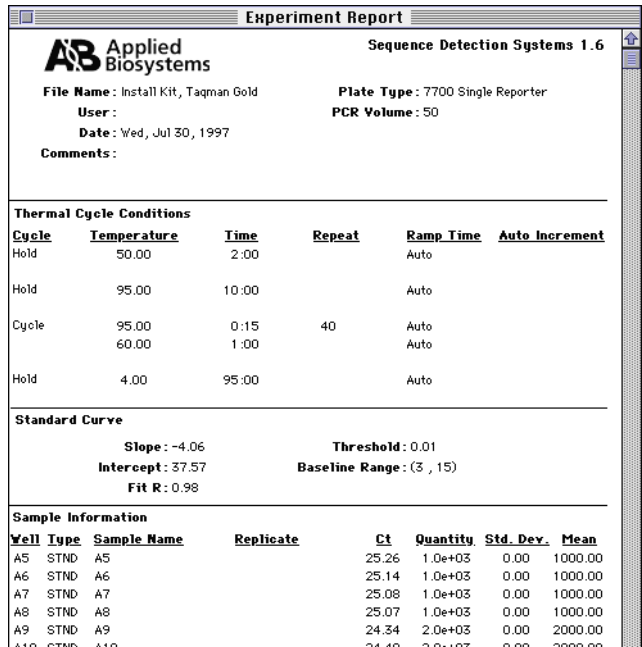 Experiment Report
AB Applied Biosystems
Sequence Detection Systems 1.6
File Name: Install Kit, Taqman Gold
Plate Type: 7700 Single Reporter
User:
PCR Volume: 50
Date: Wed, Jul 30, 1997
Comments:
Thermal Cycle Conditions
Cycle Temperature Time Repeat Ramp Time Auto Increment
Hold 50.00 2:00 Auto
Hold 95.00 10:00 Auto
Cycle 95.00 0:15 40 Auto
60.00 1:00 Auto
Hold 4.00 95:00 Auto
Standard Curve
Slope: -4.06 Threshold: 0.01
Intercept: 37.57 Baseline Range: (3 , 15)
Fit R: 0.98
Sample Information
Well Type Sample Name Replicate Ct Quantity Std. Dev. Mean
A5 STND A5 25.26 1.0e+03 0.00 1000.00
A6 STND A6 25.14 1.0e+03 0.00 1000.00
A7 STND A7 25.08 1.0e+03 0.00 1000.00
A8 STND A8 25.07 1.0e+03 0.00 1000.00
A9 STND A9 24.34 2.0e+03 0.00 2000.00
A10 STND A10